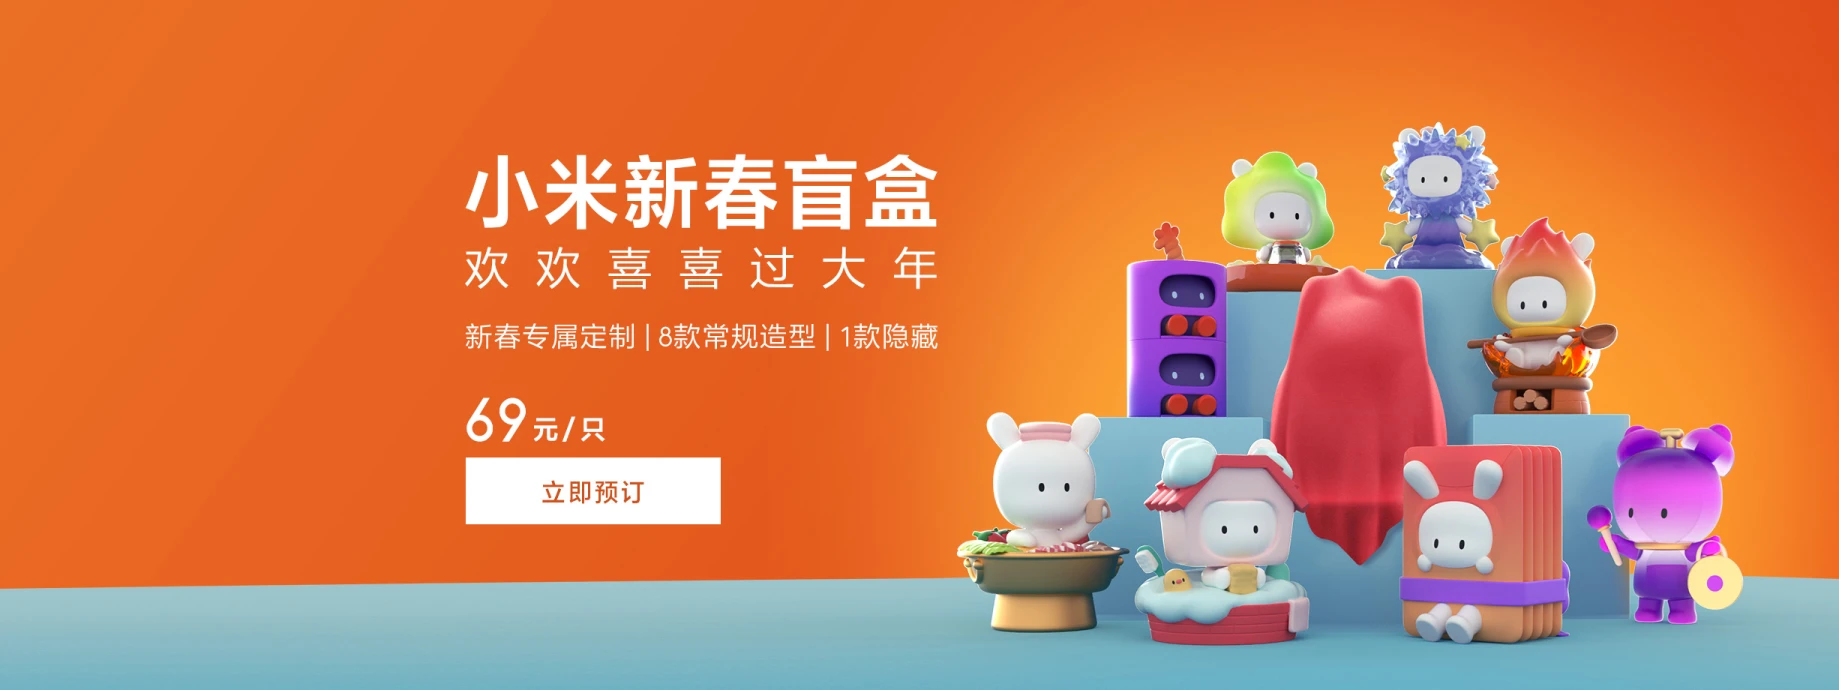 小米新春盲盒
欢欢喜喜过大年
新春专属定制 | 8款常规造型 | 1款隐藏
69元/只
立即预订